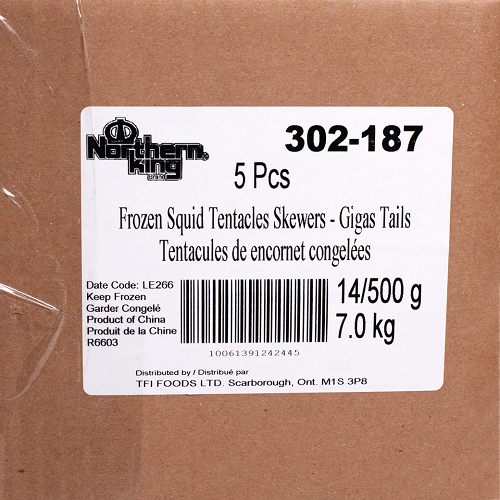 Northern
King
Brand
302-187
5 Pcs
Frozen Squid Tentacles Skewers - Gigas Tails
Tentacules de encornet congelées
Date Code: LE266
Keep Frozen
Garder Congelé
Product of China
Produit de la Chine
R6603
14/500 g
7.0 kg
10061391242445
Distributed by / Distribué par
TFI FOODS LTD. Scarborough, Ont. M1S 3P8